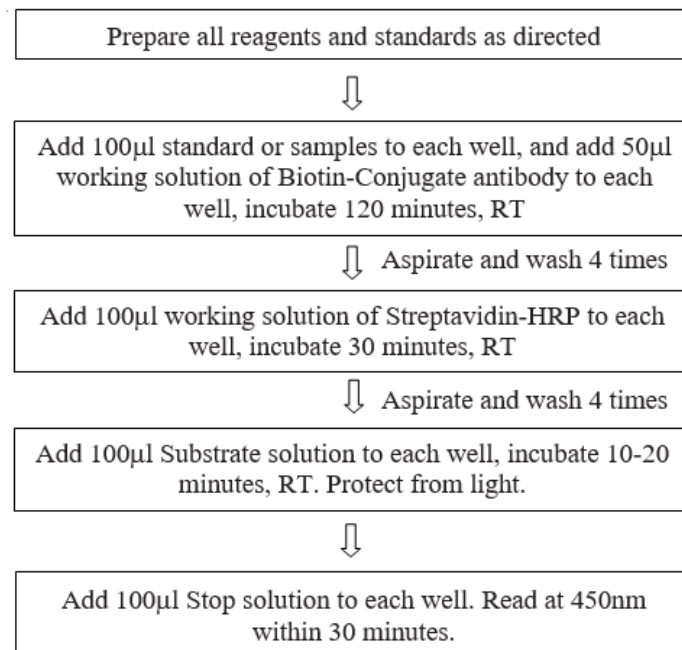 Prepare all reagents and standards as directed
Add 100μl standard or samples to each well, and add 50μl
working solution of Biotin-Conjugate antibody to each
well, incubate 120 minutes, RT
Aspirate and wash 4 times
Add 100μl working solution of Streptavidin-HRP to each
well, incubate 30 minutes, RT
Aspirate and wash 4 times
Add 100μl Substrate solution to each well, incubate 10-20
minutes, RT. Protect from light.
Add 100μl Stop solution to each well. Read at 450nm
within 30 minutes.